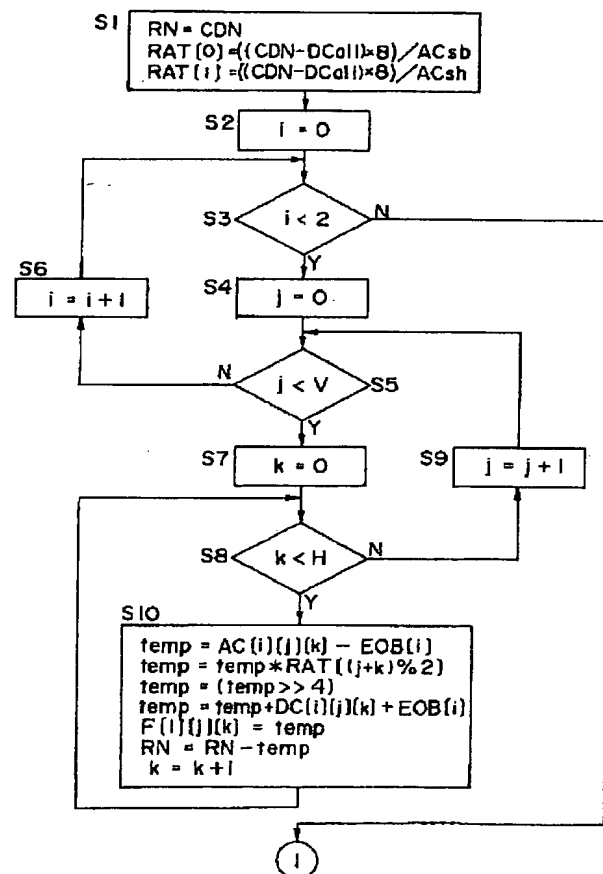 S1
RN = CDN
RAT[0]=((CDN-DCall)×8)/ACsb
RAT[1]=((CDN-DCall)×8)/ACsh
S2
i = 0
S3
i < 2
N
Y
S6
i = i + 1
S4
j = 0
N
j < V
S5
Y
S7
k = 0
S9
j = j + 1
S8
k < H
N
Y
S10
temp = AC[i][j][k] - EOB[i]
temp = temp*RAT[(j+k)%2]
temp = (temp>>4)
temp = temp+DC[i][j][k]+EOB[i]
F[i][j][k] = temp
RN = RN-temp
k = k+1
1